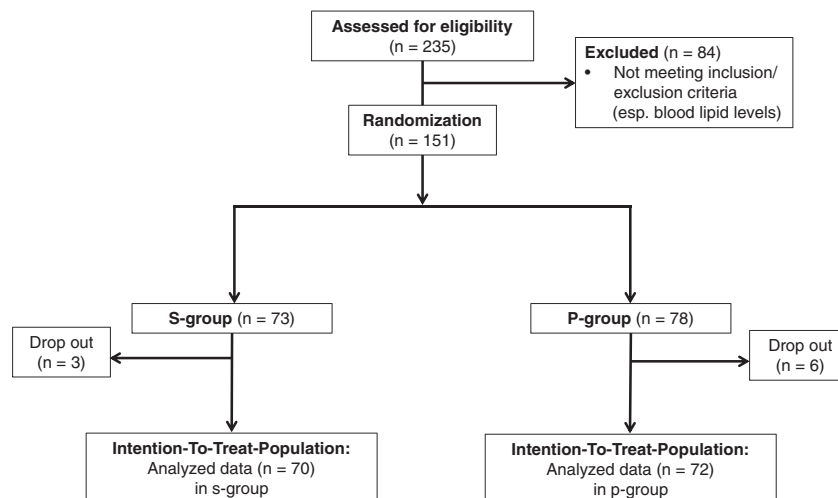 Assessed for eligibility
(n = 235)
Excluded (n = 84)
• Not meeting inclusion/
exclusion criteria
(esp. blood lipid levels)
Randomization
(n = 151)
S-group (n = 73)
P-group (n = 78)
Drop out
(n = 3)
Drop out
(n = 6)
Intention-To-Treat-Population:
Analyzed data (n = 70)
in s-group
Intention-To-Treat-Population:
Analyzed data (n = 72)
in p-group